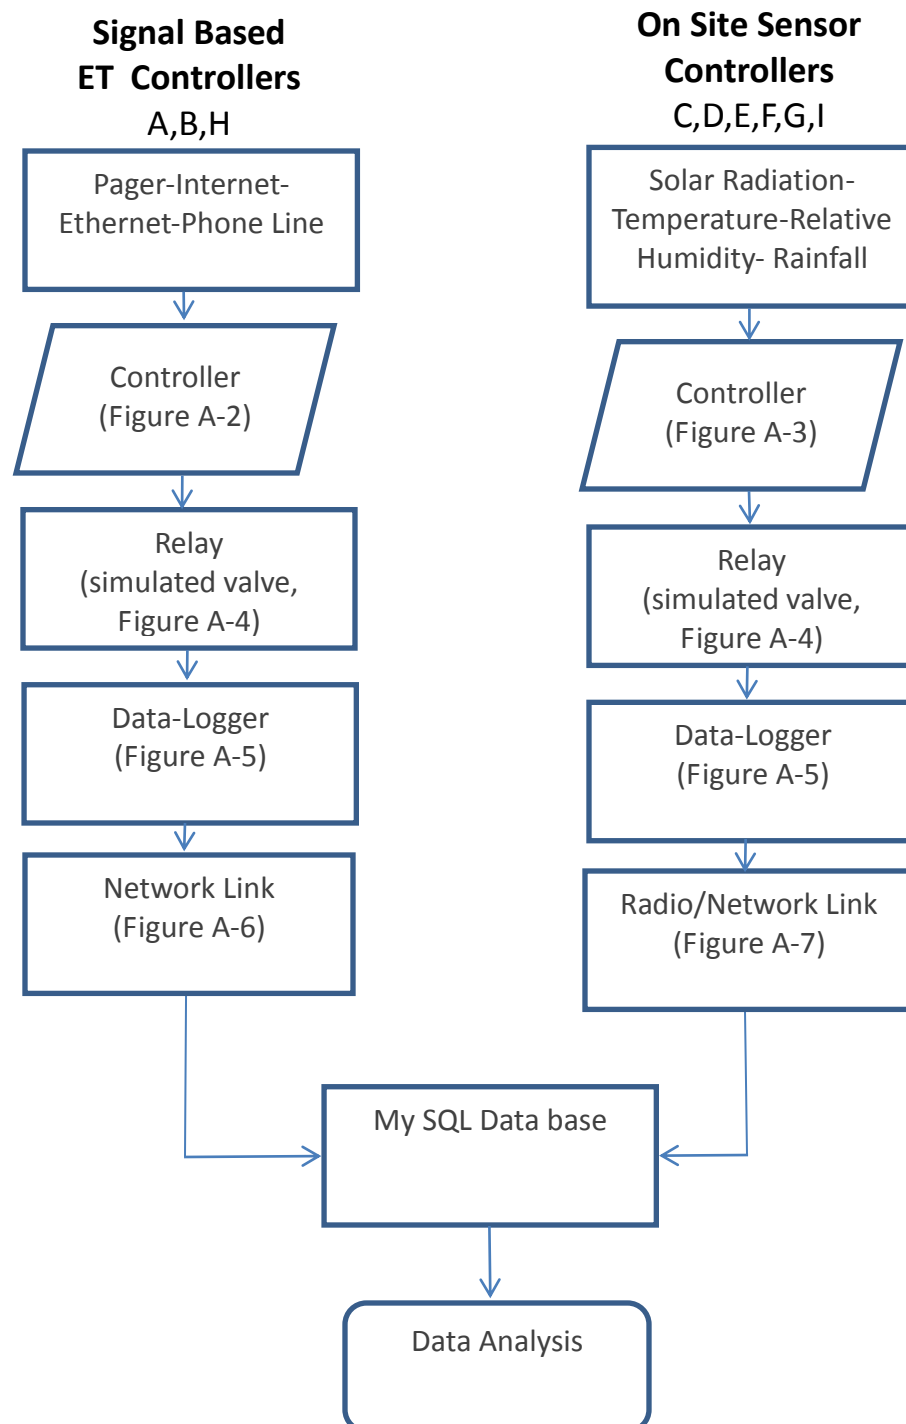 Signal Based
ET Controllers
A,B,H
Pager-Internet-
Ethernet-Phone Line
Controller
(Figure A-2)
Relay
(simulated valve,
Figure A-4)
Data-Logger
(Figure A-5)
Network Link
(Figure A-6)
On Site Sensor
Controllers
C,D,E,F,G,I
Solar Radiation-
Temperature-Relative
Humidity- Rainfall
Controller
(Figure A-3)
Relay
(simulated valve,
Figure A-4)
Data-Logger
(Figure A-5)
Radio/Network Link
(Figure A-7)
My SQL Data base
Data Analysis